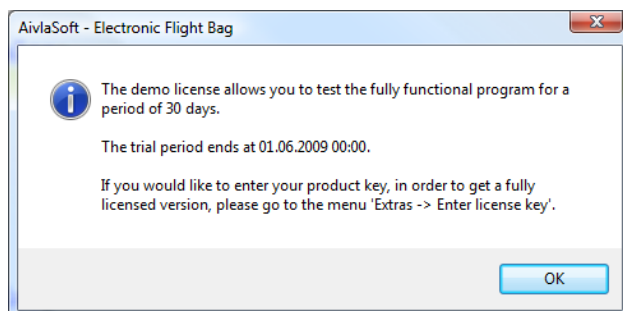 AivlaSoft - Electronic Flight Bag
The demo license allows you to test the fully functional program for a
period of 30 days.
The trial period ends at 01.06.2009 00:00.
If you would like to enter your product key, in order to get a fully
licensed version, please go to the menu 'Extras -> Enter license key'.
OK